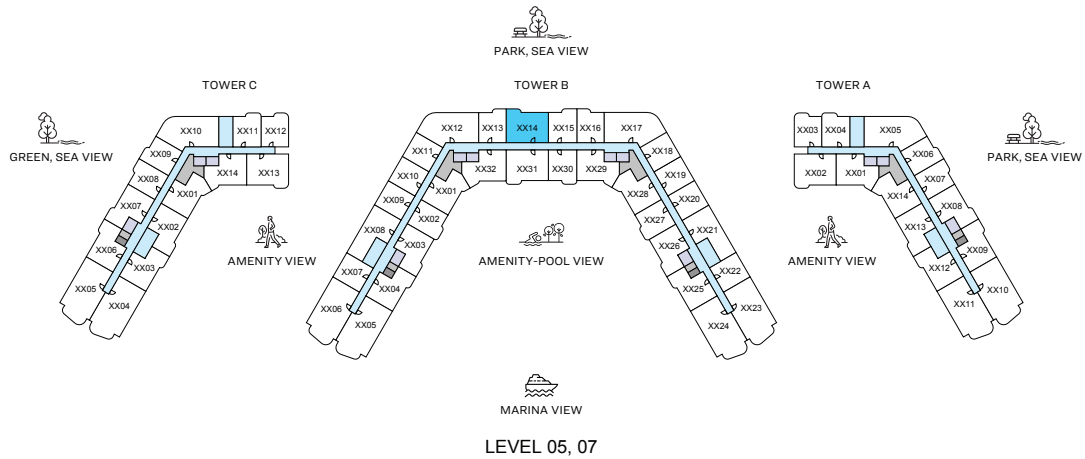 PARK, SEA VIEW
TOWER C
TOWER B
TOWER A
GREEN, SEA VIEW
PARK, SEA VIEW
XX10
XX11
XX12
XX09
XX08
XX07
XX06
XX05
XX04
XX03
XX02
XX01
XX14
XX13
AMENITY VIEW
XX12
XX13
XX14
XX15
XX16
XX17
XX11
XX10
XX09
XX08
XX07
XX06
XX05
XX04
XX03
XX02
XX01
XX32
XX31
XX30
XX29
XX28
XX27
XX26
XX25
XX24
XX18
XX19
XX20
XX21
XX22
XX23
AMENITY-POOL VIEW
AMENITY VIEW
XX03
XX04
XX05
XX02
XX01
XX06
XX07
XX08
XX09
XX10
XX14
XX13
XX12
XX11
MARINA VIEW
LEVEL 05, 07